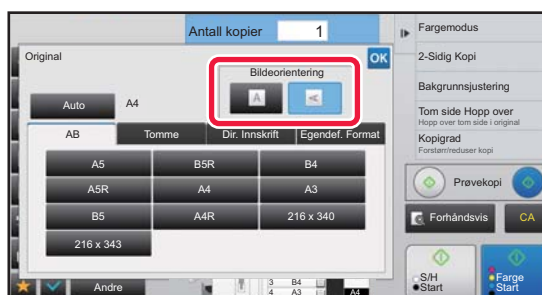 Antall kopier 1
Original
OK
Bildeorientering
A A
Auto A4
AB Tomme Dir. Innskrift Egendef. Format
A5 B5R B4
A5R A4 A3
B5 A4R 216 x 340
216 x 343
Andre
3 B4
4 A3 A4
Fargemodus
2-Sidig Kopi
Bakgrunnsjustering
Tom side Hopp over
Hopp over tom side i original
Kopigrad
Forstørr/reduser kopi
Prøvekopi
Forhåndsvis CA
S/H
Start
Farge
Start